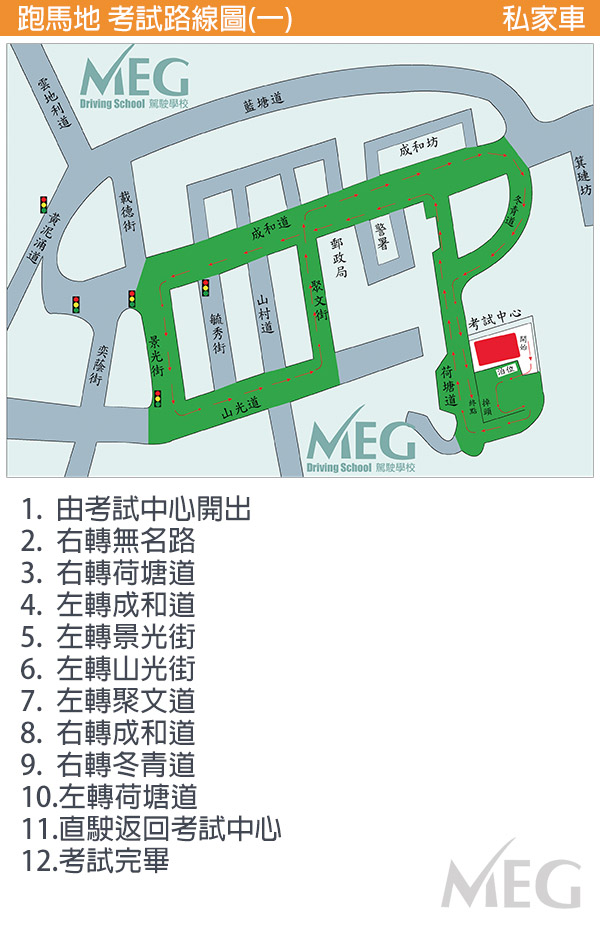 跑馬地 考試路線圖(一)
私家車
MEG
Driving School 駕駛學校
雲地利道
藍塘道
成和坊
箕璉坊
載德街
冬青道
黃泥涌道
成和道
警署
郵政局
聚文街
考試中心
開始
山村道
毓秀街
景光街
奕蔭街
泊位
荷塘道
終點
掉頭
山光道
MEG
Driving School 駕駛學校
1. 由考試中心開出
2. 右轉無名路
3. 右轉荷塘道
4. 左轉成和道
5. 左轉景光街
6. 左轉山光街
7. 左轉聚文道
8. 右轉成和道
9. 右轉冬青道
10.左轉荷塘道
11.直駛返回考試中心
12.考試完畢
MEG